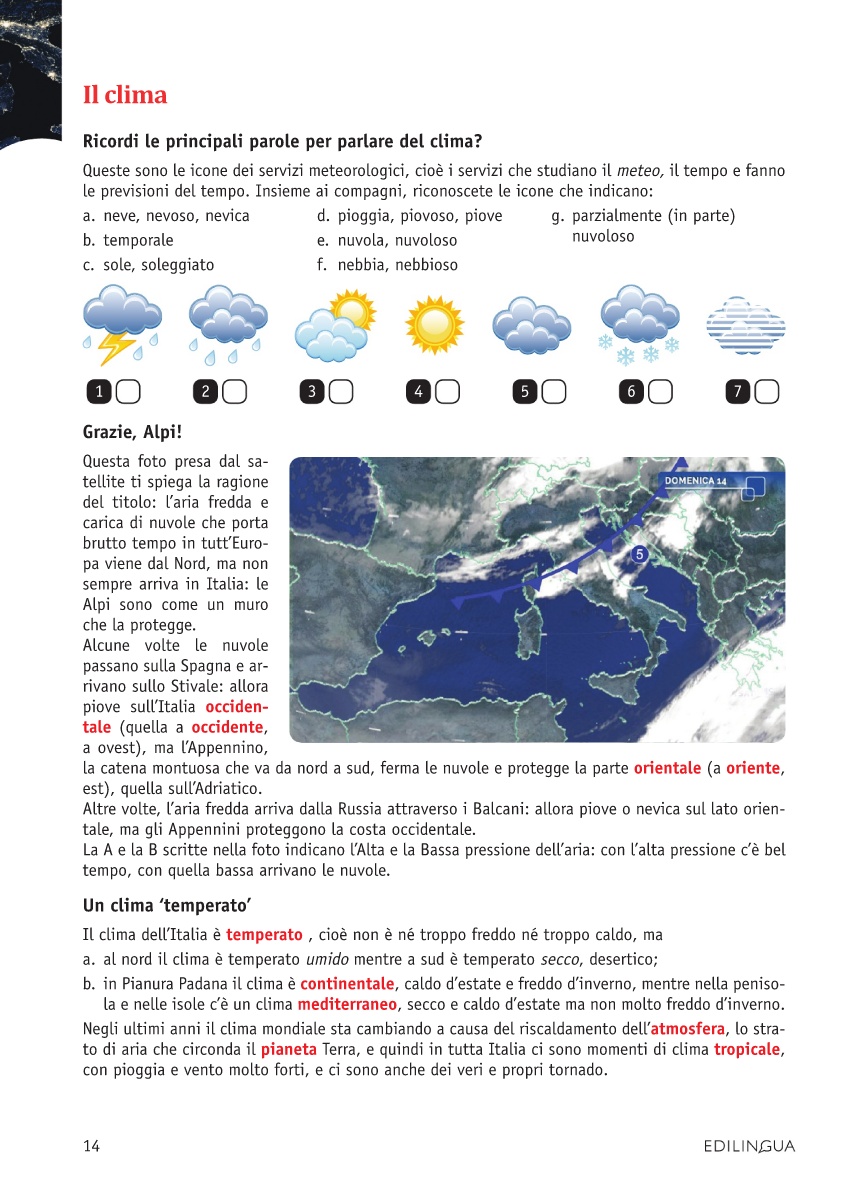 Il clima
Ricordi le principali parole per parlare del clima?
Queste sono le icone dei servizi meteorologici, cioè i servizi che studiano il meteo, il tempo e fanno
le previsioni del tempo. Insieme ai compagni, riconoscete le icone che indicano:
a. neve, nevoso, nevica
b. temporale
c. sole, soleggiato
d. pioggia, piovoso, piove
e. nuvola, nuvoloso
f. nebbia, nebbioso
g. parzialmente (in parte)
nuvoloso
1 2 3 4 5 6 7
Grazie, Alpi!
Questa foto presa dal sa-
tellite ti spiega la ragione
del titolo: l'aria fredda e
carica di nuvole che porta
brutto tempo in tutt'Euro-
pa viene dal Nord, ma non
sempre arriva in Italia: le
Alpi sono come un muro
che la protegge.
Alcune volte le nuvole
passano sulla Spagna e ar-
rivano sullo Stivale: allora
piove sull'Italia occiden-
tale (quella a occidente,
a ovest), ma l'Appennino,
DOMENICA 14
5
la catena montuosa che va da nord a sud, ferma le nuvole e protegge la parte orientale (a oriente,
est), quella sull'Adriatico.
Altre volte, l'aria fredda arriva dalla Russia attraverso i Balcani: allora piove o nevica sul lato orien-
tale, ma gli Appennini proteggono la costa occidentale.
La A e la B scritte nella foto indicano l'Alta e la Bassa pressione dell'aria: con l'alta pressione c'è bel
tempo, con quella bassa arrivano le nuvole.
Un clima 'temperato'
Il clima dell'Italia è temperato , cioè non è né troppo freddo né troppo caldo, ma
a. al nord il clima è temperato umido mentre a sud è temperato secco, desertico;
b. in Pianura Padana il clima è continentale, caldo d'estate e freddo d'inverno, mentre nella peniso-
la e nelle isole c'è un clima mediterraneo, secco e caldo d'estate ma non molto freddo d'inverno.
Negli ultimi anni il clima mondiale sta cambiando a causa del riscaldamento dell'atmosfera, lo stra-
to di aria che circonda il pianeta Terra, e quindi in tutta Italia ci sono momenti di clima tropicale,
con pioggia e vento molto forti, e ci sono anche dei veri e propri tornado.
14
EDILINGUA